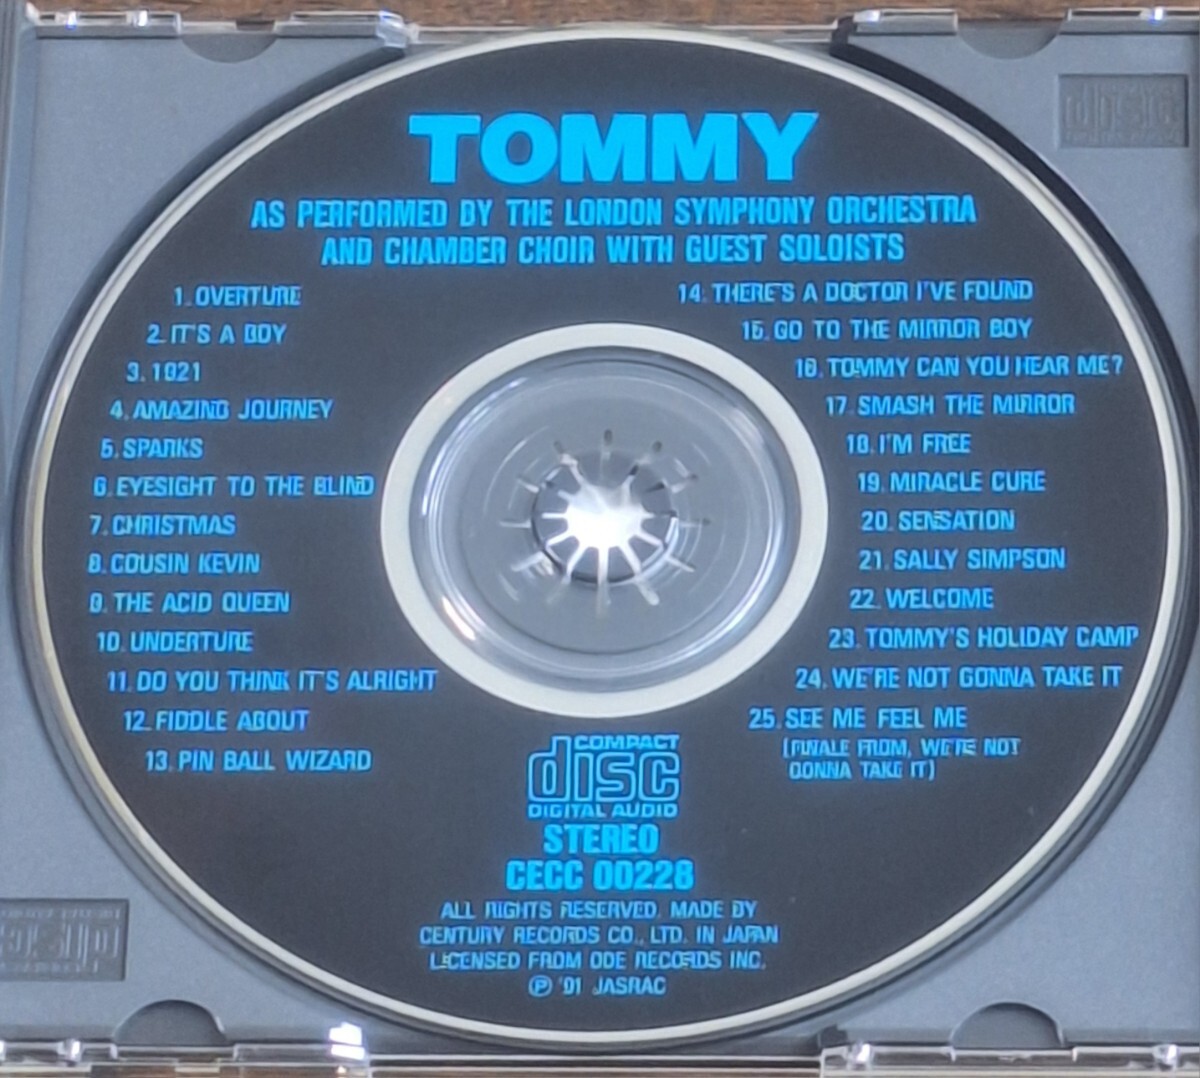 TOMMY
AS PERFORMED BY THE LONDON SYMPHONY ORCHESTRA
AND CHAMBER CHOIR WITH GUEST SOLOISTS
1. OVERTURE
2. IT'S A BOY
3. 1921
4. AMAZING JOURNEY
5. SPARKS
6. EYESIGHT TO THE BLIND
7. CHRISTMAS
8. COUSIN KEVIN
9. THE ACID QUEEN
10. UNDERTURE
11. DO YOU THINK IT'S ALRIGHT
12. FIDDLE ABOUT
13. PIN BALL WIZARD
14. THERE'S A DOCTOR I'VE FOUND
15. GO TO THE MIRROR BOY
16. TOMMY CAN YOU HEAR ME?
17. SMASH THE MIRROR
18. I'M FREE
19. MIRACLE CURE
20. SENSATION
21. SALLY SIMPSON
22. WELCOME
23. TOMMY'S HOLIDAY CAMP
24. WE'RE NOT GONNA TAKE IT
25. SEE ME FEEL ME
(FINALE FROM, WE'RE NOT
GONNA TAKE IT)
COMPACT
disc
DIGITAL AUDIO
STEREO
CECC 00228
ALL RIGHTS RESERVED. MADE BY
CENTURY RECORDS CO., LTD. IN JAPAN
LICENSED FROM ODE RECORDS INC.
Ⓟ '91 JASRAC
disc
disc